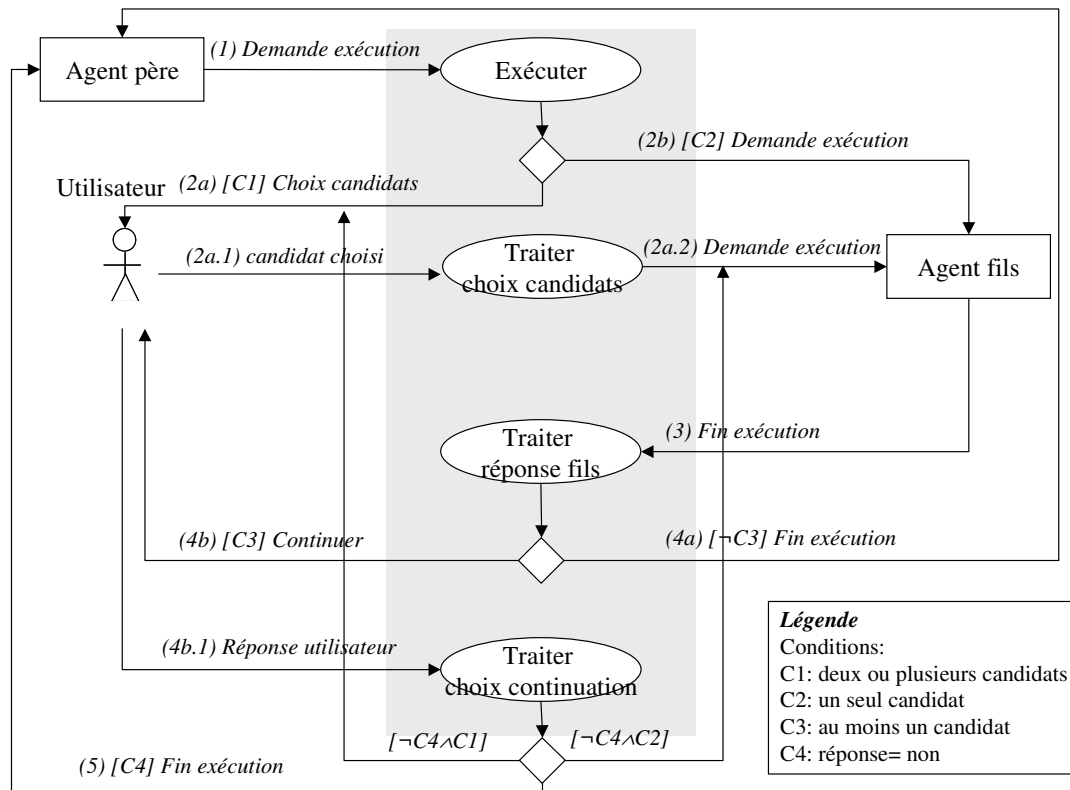 (1) Demande exécution
Agent père
Exécuter
(2b) [C2] Demande exécution
Utilisateur
(2a) [C1] Choix candidats
(2a.1) candidat choisi
Traiter
choix candidats
(2a.2) Demande exécution
Agent fils
Traiter
réponse fils
(3) Fin exécution
(4b) [C3] Continuer
(4a) [¬C3] Fin exécution
(4b.1) Réponse utilisateur
Traiter
choix continuation
[¬C4∧C1]
[¬C4∧C2]
(5) [C4] Fin exécution
Légende
Conditions:
C1: deux ou plusieurs candidats
C2: un seul candidat
C3: au moins un candidat
C4: réponse= non